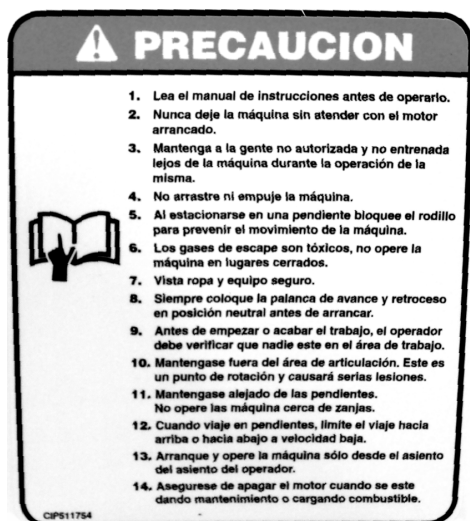 PRECAUCION
1. Lea el manual de instrucciones antes de operarlo.
2. Nunca deje la máquina sin atender con el motor
arrancado.
3. Mantenga a la gente no autorizada y no entrenada
lejos de la máquina durante la operación de la
misma.
4. No arrastre ni empuje la máquina.
5. Al estacionarse en una pendiente bloquee el rodillo
para prevenir el movimiento de la máquina.
6. Los gases de escape son tóxicos, no opere la
máquina en lugares cerrados.
7. Vista ropa y equipo seguro.
8. Siempre coloque la palanca de avance y retroceso
en posición neutral antes de arrancar.
9. Antes de empezar o acabar el trabajo, el operador
debe verificar que nadie este en el área de trabajo.
10. Mantengase fuera del área de articulación. Este es
un punto de rotación y causará serias lesiones.
11. Mantengase alejado de las pendientes.
No opere las máquina cerca de zanjas.
12. Cuando viaje en pendientes, limite el viaje hacia
arriba o hacia abajo a velocidad baja.
13. Arranque y opere la máquina sólo desde el asiento
del asiento del operador.
14. Asegurese de apagar el motor cuando se este
dando mantenimiento o cargando combustible.
CIPS11754